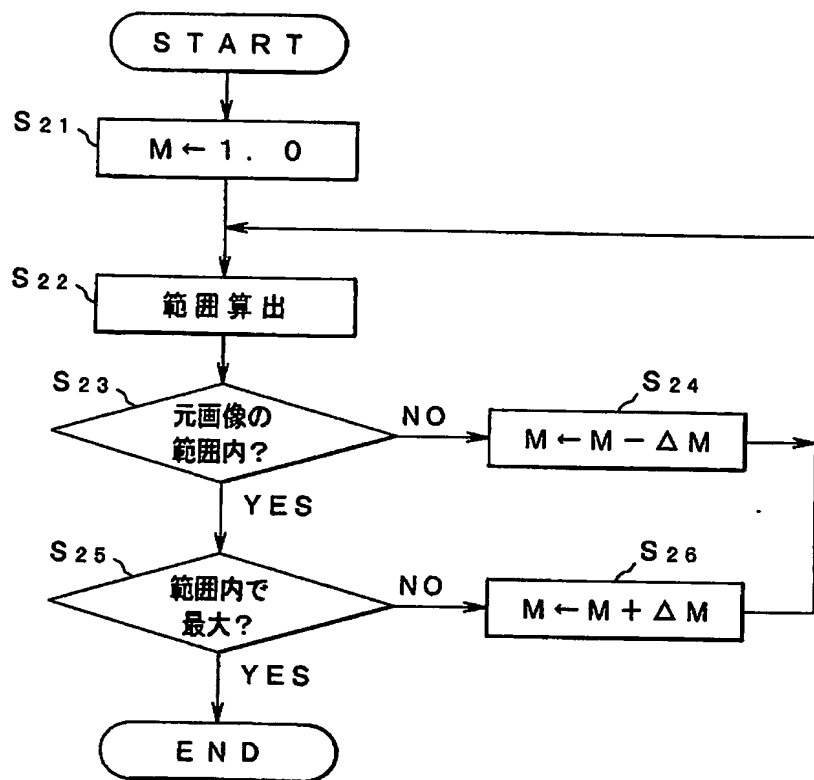 START
S21
M←1.0
S22
範囲算出
S23
元画像の
範囲内?
NO
S24
M←M-ΔM
YES
S25
範囲内で
最大?
NO
S26
M←M+ΔM
YES
END